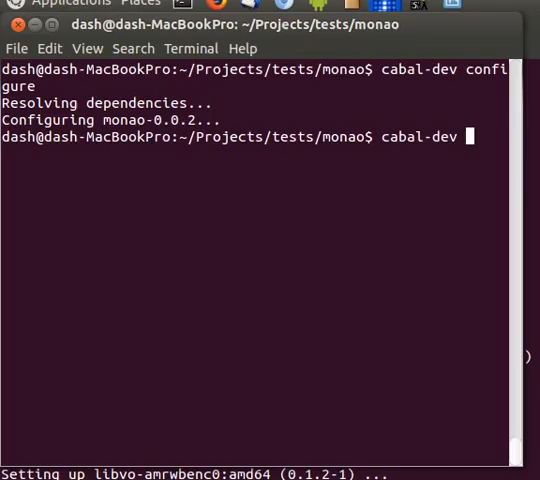 Applications Places
dash@dash-MacBookPro: ~/Projects/tests/monao
File Edit View Search Terminal Help
dash@dash-MacBookPro:~/Projects/tests/monao$ cabal-dev confi
gure
Resolving dependencies...
Configuring monao-0.0.2...
dash@dash-MacBookPro:~/Projects/tests/monao$ cabal-dev
)
Setting up libvo-amrwbenc0:amd64 (0.1.2-1) ...